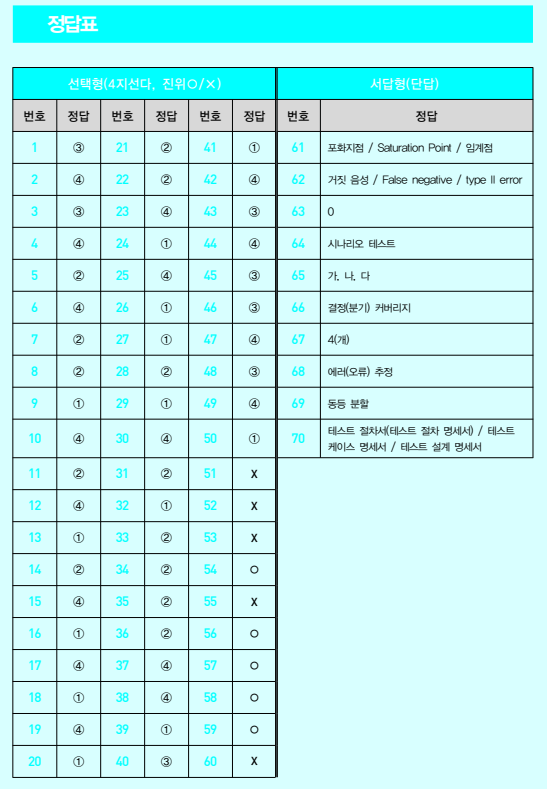 정답표
선택형(4지선다, 진위O/×) 서답형(단답)
번호 정답 번호 정답 번호 정답 번호 정답
1 ③ 21 ② 41 ① 61 포화지점 / Saturation Point / 임계점
2 ④ 22 ② 42 ④ 62 거짓 음성 / False negative / type II error
3 ③ 23 ④ 43 ③ 63 0
4 ④ 24 ① 44 ④ 64 시나리오 테스트
5 ② 25 ④ 45 ③ 65 가, 나, 다
6 ④ 26 ① 46 ③ 66 결정(분기) 커버리지
7 ② 27 ① 47 ④ 67 4(개)
8 ② 28 ② 48 ③ 68 에러(오류) 추정
9 ① 29 ① 49 ④ 69 동등 분할
10 ④ 30 ④ 50 ① 70 테스트 절차서(테스트 절차 명세서) / 테스트
케이스 명세서 / 테스트 설계 명세서
11 ② 31 ② 51 X
12 ④ 32 ① 52 X
13 ① 33 ② 53 X
14 ② 34 ② 54 O
15 ④ 35 ② 55 X
16 ① 36 ② 56 O
17 ④ 37 ④ 57 O
18 ① 38 ④ 58 O
19 ④ 39 ① 59 O
20 ① 40 ③ 60 X